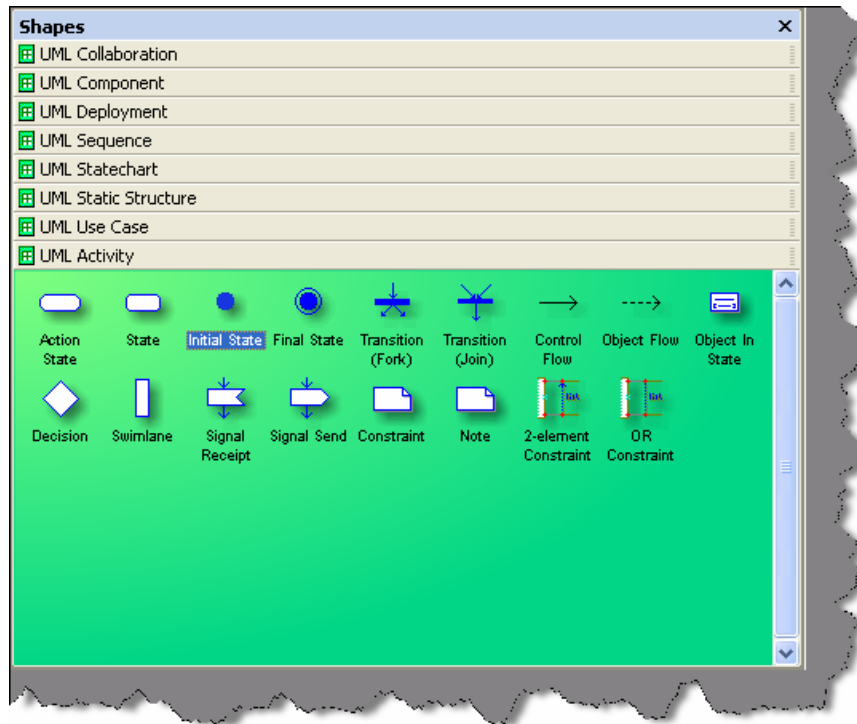 Shapes
UML Collaboration
UML Component
UML Deployment
UML Sequence
UML Statechart
UML Static Structure
UML Use Case
UML Activity
Action State
State
Initial State
Final State
Transition (Fork)
Transition (Join)
Control Flow
Object Flow
Object In State
Decision
Swimlane
Signal Receipt
Signal Send
Constraint
Note
2-element Constraint
OR Constraint